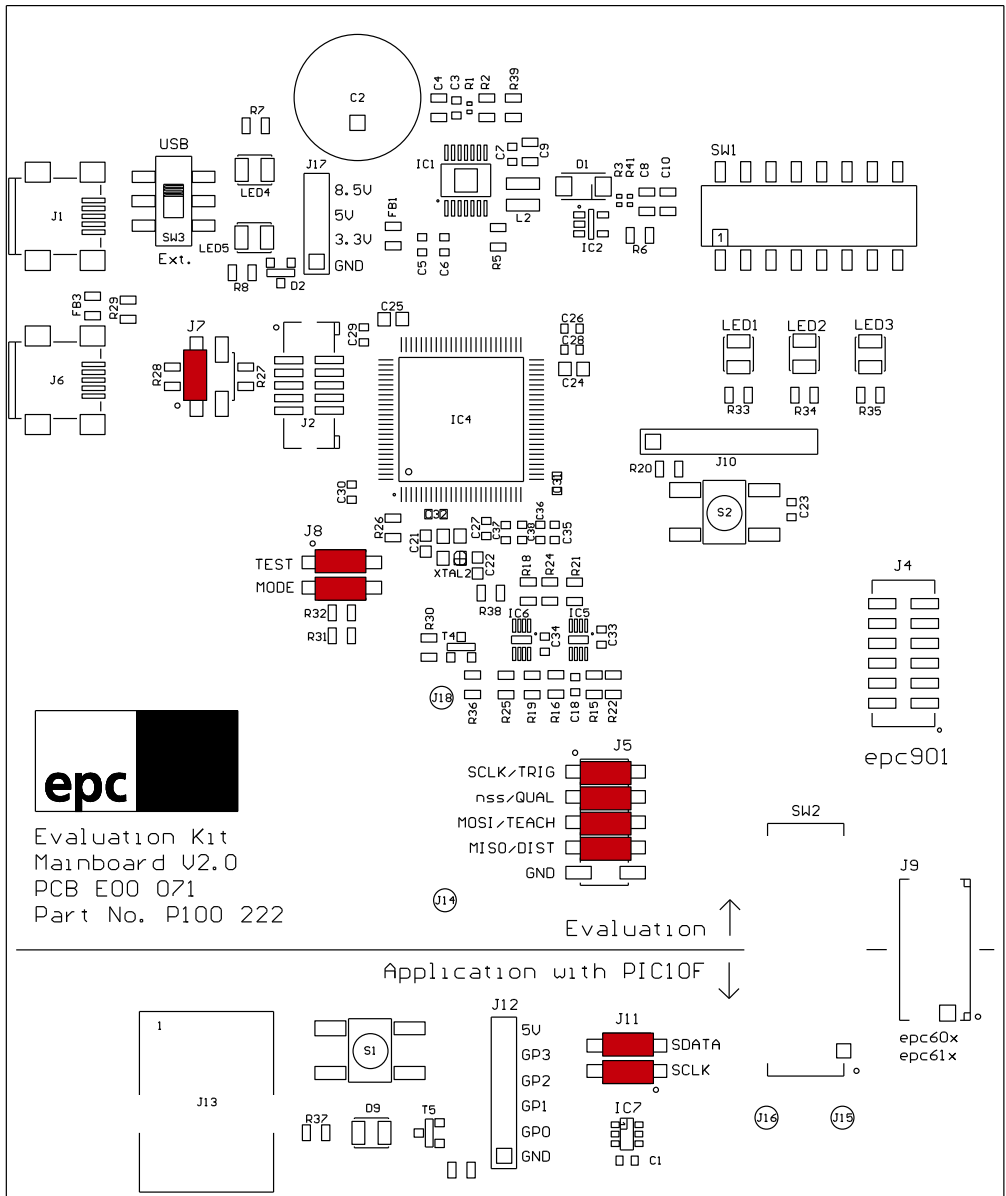 C2
C4
C3
R1
R2
R39
R7
USB
J17
8.5V
5V
3.3V
GND
IC1
C7
C9
D1
R3
R41
C8
C10
SW1
1
J1
SW3
Ext.
LED4
LED5
R8
D2
FB1
C5
C6
R5
L2
IC2
R6
FB3
R29
J7
C29
C25
C26
C28
C24
LED1
LED2
LED3
J6
R28
R27
J2
IC4
R33
R34
R35
J10
R20
S2
C23
C30
R26
C32
C31
J8
TEST
MODE
C21
XTAL2
C27
C37
C38
C36
C35
C22
R18
R24
R21
R38
R32
R31
R30
T4
IC6
C34
IC5
C33
J4
J18
R36
R25
R19
R16
C18
R15
R22
epc901
epc
Evaluation Kit
Mainboard V2.0
PCB E00 071
Part No. P100 222
J5
SCLK/TRIG
nss/QUAL
MOSI/TEACH
MISO/DIST
GND
SW2
J9
J14
Evaluation
Application with PIC10F
epc60x
epc61x
1
J13
S1
R37
D9
T5
J12
5V
GP3
GP2
GP1
GP0
GND
J11
SDATA
SCLK
IC7
C1
J16
J15